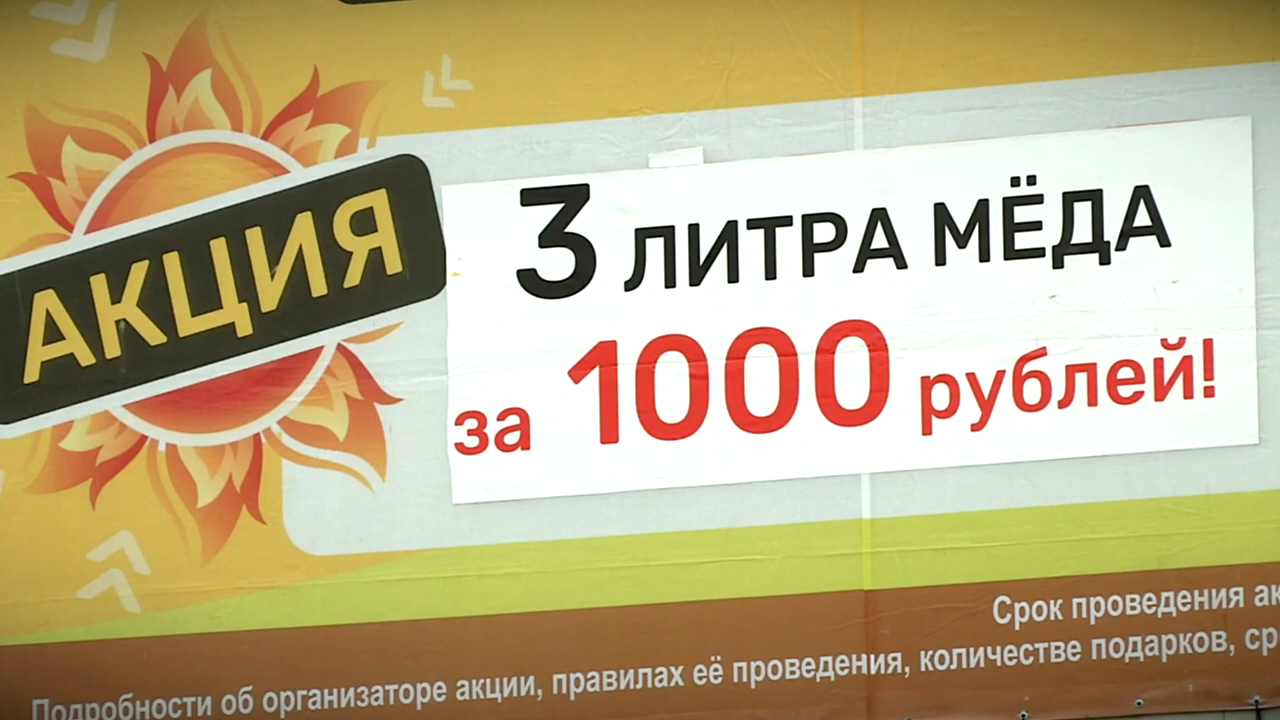 АКЦИЯ
3 ЛИТРА МЁДА
за 1000 рублей!
Срок проведения
Подробности об организаторе акции, правилах её проведения, количестве подарков,